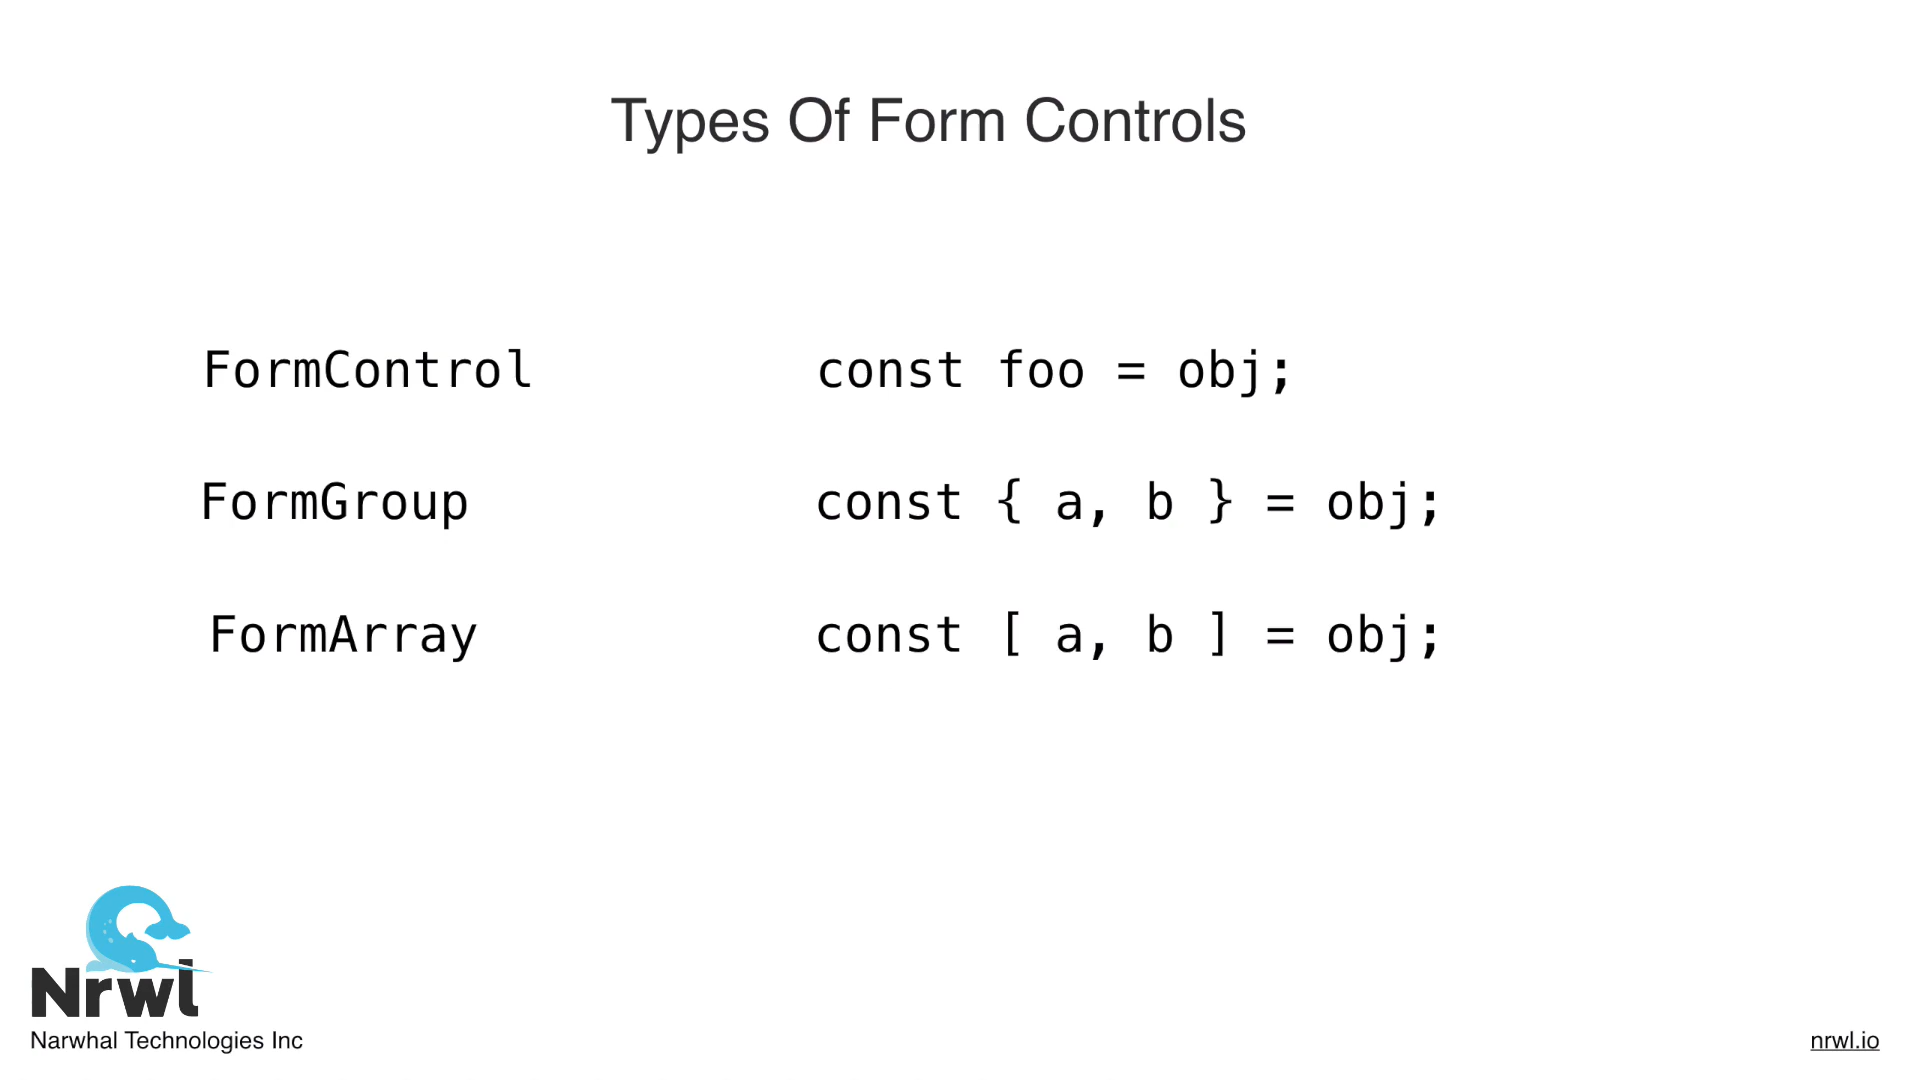 Types Of Form Controls
FormControl const foo = obj;
FormGroup const { a, b } = obj;
FormArray const [ a, b ] = obj;
Nrwl
Narwhal Technologies Inc
nrwl.io